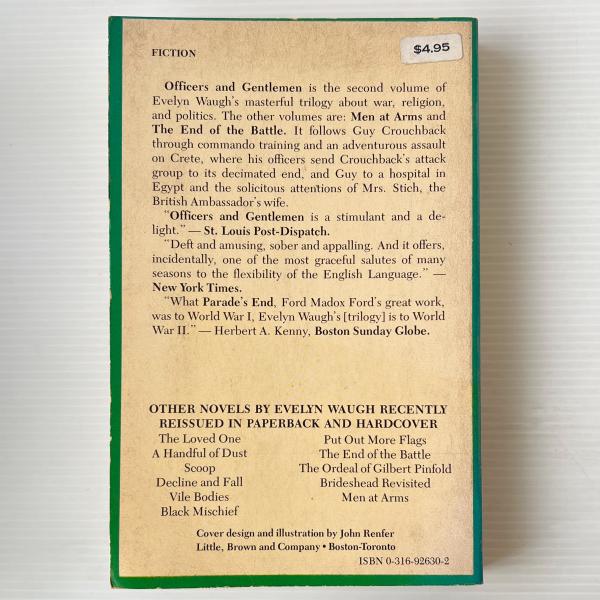 FICTION
$4.95
Officers and Gentlemen is the second volume of
Evelyn Waugh's masterful trilogy about war, religion,
and politics. The other volumes are: Men at Arms and
The End of the Battle. It follows Guy Crouchback
through commando training and an adventurous assault
on Crete, where his officers send Crouchback's attack
group to its decimated end, and Guy to a hospital in
Egypt and the solicitous attentions of Mrs. Stich, the
British Ambassador's wife.
"Officers and Gentlemen is a stimulant and a de-
light." — St. Louis Post-Dispatch.
"Deft and amusing, sober and appalling. And it offers,
incidentally, one of the most graceful salutes of many
seasons to the flexibility of the English Language." —
New York Times.
"What Parade's End, Ford Madox Ford's great work,
was to World War I, Evelyn Waugh's [trilogy] is to World
War II." — Herbert A. Kenny, Boston Sunday Globe.
OTHER NOVELS BY EVELYN WAUGH RECENTLY
REISSUED IN PAPERBACK AND HARDCOVER
The Loved One
A Handful of Dust
Scoop
Decline and Fall
Vile Bodies
Black Mischief
Put Out More Flags
The End of the Battle
The Ordeal of Gilbert Pinfold
Brideshead Revisited
Men at Arms
Cover design and illustration by John Renfer
Little, Brown and Company • Boston-Toronto
ISBN 0-316-92630-2